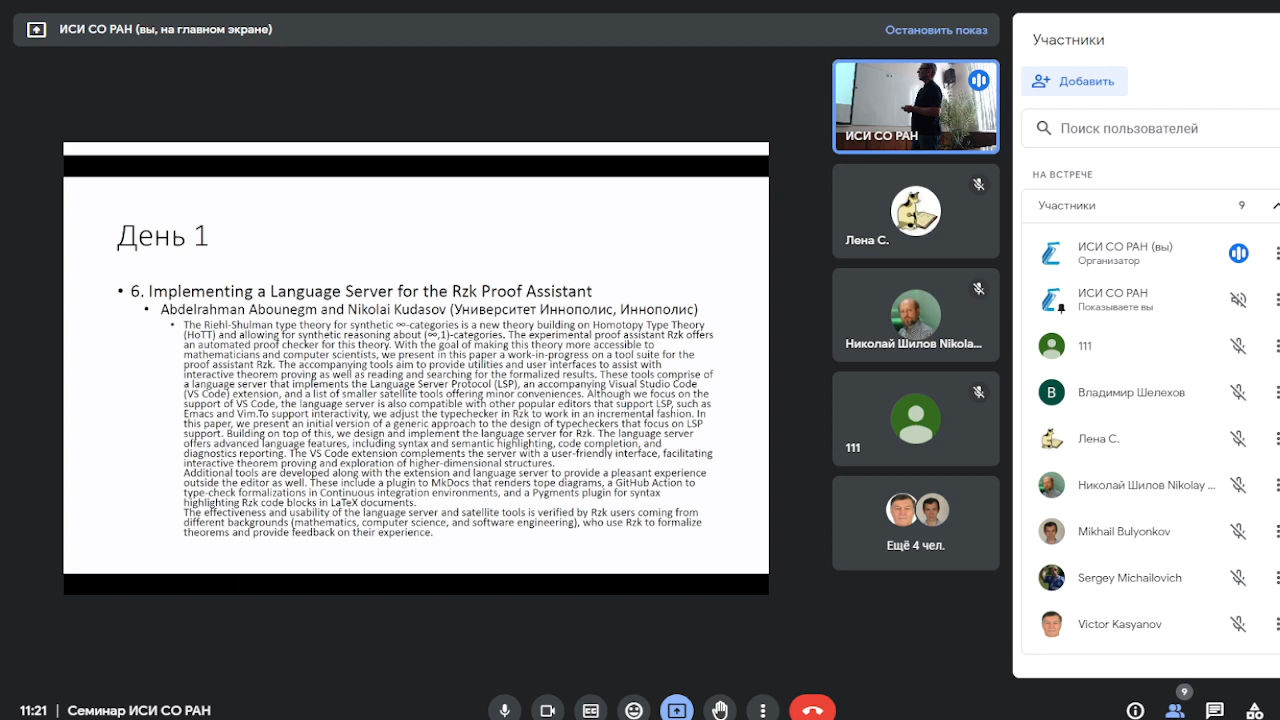 ИСИ СО РАН (вы, на главном экране)
Остановить показ
День 1
• 6. Implementing a Language Server for the Rzk Proof Assistant
• Abdelrahman Abounegm and Nikolai Kudasov (Университет Иннополис, Иннополис)
• The Riehl-Shulman type theory for synthetic ∞-categories is a new theory building on Homotopy Type Theory
(HoTT) and allowing for synthetic reasoning about (∞,1)-categories. The experimental proof assistant Rzk offers
an automated proof checker for this theory. With the goal of making this theory more accessible to
mathematicians and computer scientists, we present in this paper a work-in-progress on a tool suite for the
proof assistant Rzk. The accompanying tools aim to provide utilities and user interfaces to assist with
interactive theorem proving as well as reading and searching for the formalized results. These tools comprise of
a language server that implements the Language Server Protocol (LSP), an accompanying Visual Studio Code
(VS Code) extension, and a list of smaller satellite tools offering minor conveniences. Although we focus on the
support of VS Code, the language server is also compatible with other popular editors that support LSP, such as
Emacs and Vim.To support interactivity, we adjust the typechecker in Rzk to work in an incremental fashion. In
this paper, we present an initial version of a generic approach to the design of typecheckers that focus on LSP
support. Building on top of this, we design and implement the language server for Rzk. The language server
offers advanced language features, including syntax and semantic highlighting, code completion, and
diagnostics reporting. The VS Code extension complements the server with a user-friendly interface, facilitating
interactive theorem proving and exploration of higher-dimensional structures.
Additional tools are developed along with the extension and language server to provide a pleasant experience
outside the editor as well. These include a plugin to MkDocs that renders tope diagrams, a GitHub Action to
type-check formalizations in Continuous integration environments, and a Pygments plugin for syntax
highlighting Rzk code blocks in LaTeX documents.
The effectiveness and usability of the language server and satellite tools is verified by Rzk users coming from
different backgrounds (mathematics, computer science, and software engineering), who use Rzk to formalize
theorems and provide feedback on their experience.
ИСИ СО РАН
Лена С.
Николай Шилов Nikola...
111
Ещё 4 чел.
Участники
Добавить
Поиск пользователей
НА ВСТРЕЧЕ
Участники 9
ИСИ СО РАН (вы)
Организатор
ИСИ СО РАН
Показываете вы
111
В Владимир Шелехов
Лена С.
Николай Шилов Nikolay ...
Mikhail Bulyonkov
Sergey Michailovich
Victor Kasyanov
11:21 | Семинар ИСИ СО РАН
9